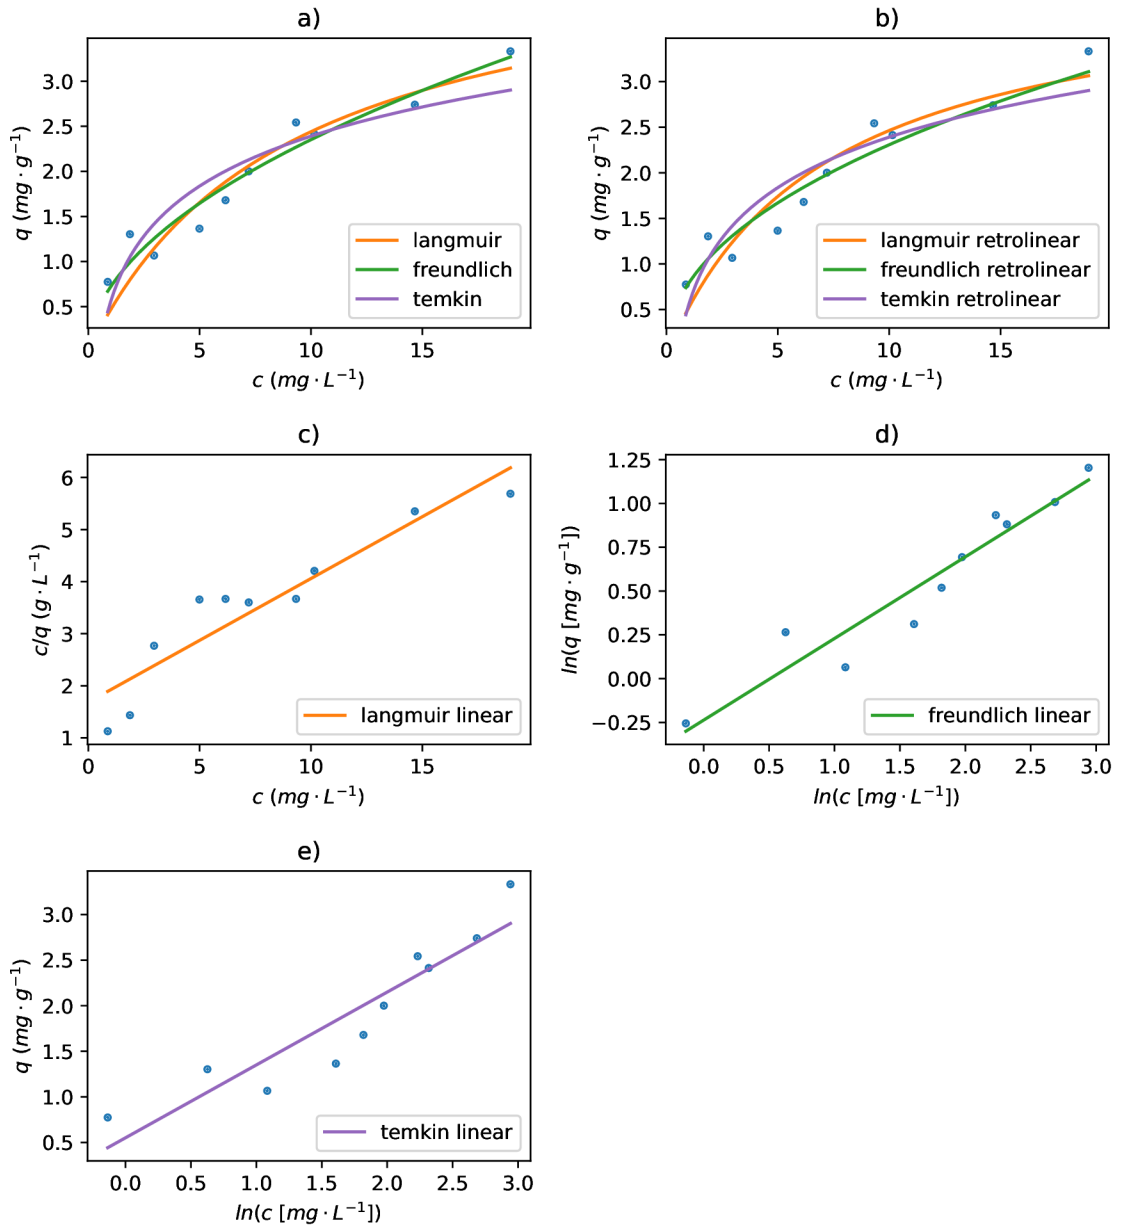 a)
3.0
2.5
2.0
1.5
1.0
0.5
q (mg · g⁻¹)
langmuir
freundlich
temkin
0 5 10 15
c (mg · L⁻¹)
b)
3.0
2.5
2.0
1.5
1.0
0.5
q (mg · g⁻¹)
langmuir retrolinear
freundlich retrolinear
temkin retrolinear
0 5 10 15
c (mg · L⁻¹)
c)
6
5
4
3
2
1
c/q (g · L⁻¹)
langmuir linear
0 5 10 15
c (mg · L⁻¹)
d)
1.25
1.00
0.75
0.50
0.25
0.00
−0.25
ln(q [mg · g⁻¹])
freundlich linear
0.0 0.5 1.0 1.5 2.0 2.5 3.0
ln(c [mg · L⁻¹])
e)
3.0
2.5
2.0
1.5
1.0
0.5
q (mg · g⁻¹)
temkin linear
0.0 0.5 1.0 1.5 2.0 2.5 3.0
ln(c [mg · L⁻¹])